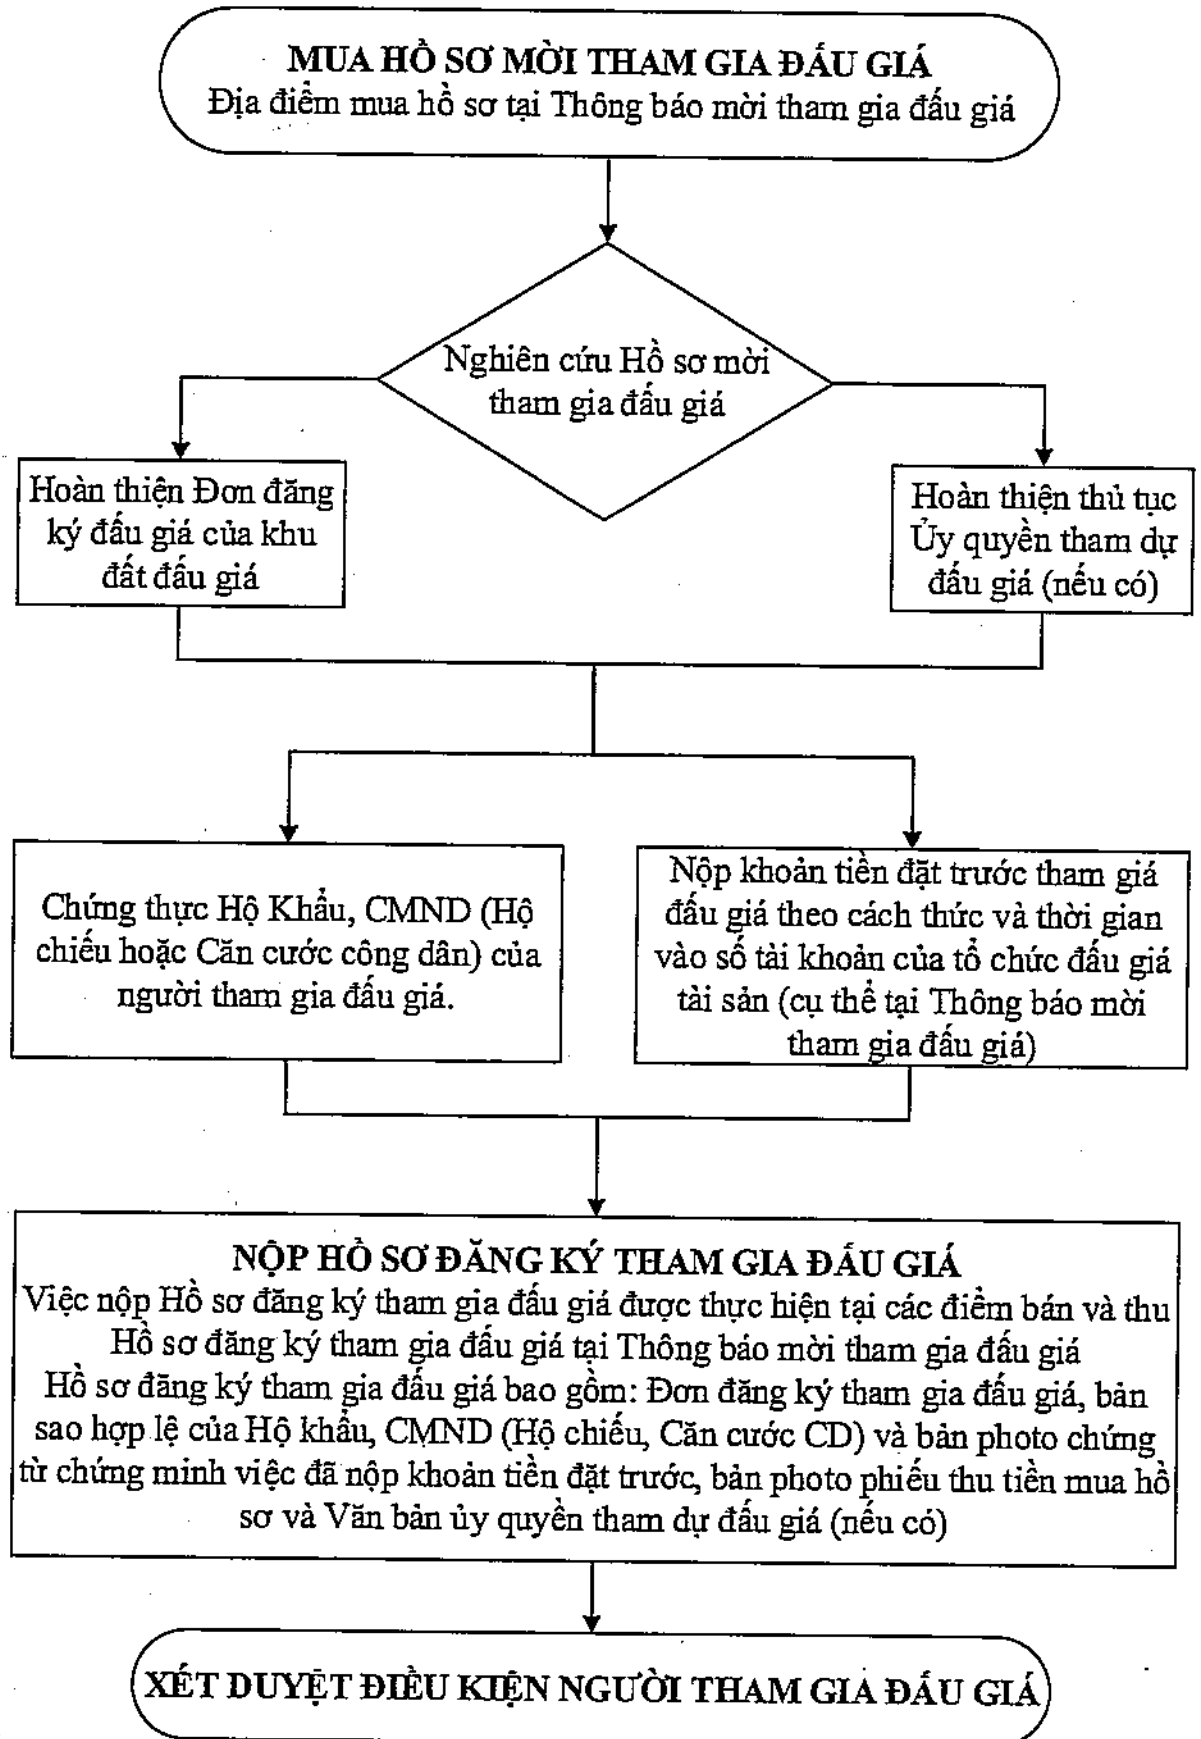 MUA HỒ SƠ MỜI THAM GIA ĐẤU GIÁ
Địa điểm mua hồ sơ tại Thông báo mời tham gia đấu giá
Nghiên cứu Hồ sơ mời
tham gia đấu giá
Hoàn thiện Đơn đăng
ký đấu giá của khu
đất đấu giá
Hoàn thiện thủ tục
Ủy quyền tham dự
đấu giá (nếu có)
Chứng thực Hộ Khẩu, CMND (Hộ
chiếu hoặc Căn cước công dân) của
người tham gia đấu giá.
Nộp khoản tiền đặt trước tham giá
đấu giá theo cách thức và thời gian
vào số tài khoản của tổ chức đấu giá
tài sản (cụ thể tại Thông báo mời
tham gia đấu giá)
NỘP HỒ SƠ ĐĂNG KÝ THAM GIA ĐẤU GIÁ
Việc nộp Hồ sơ đăng ký tham gia đấu giá được thực hiện tại các điểm bán và thu
Hồ sơ đăng ký tham gia đấu giá tại Thông báo mời tham gia đấu giá
Hồ sơ đăng ký tham gia đấu giá bao gồm: Đơn đăng ký tham gia đấu giá, bản
sao hợp lệ của Hộ khẩu, CMND (Hộ chiếu, Căn cước CD) và bản photo chứng
từ chứng minh việc đã nộp khoản tiền đặt trước, bản photo phiếu thu tiền mua hồ
sơ và Văn bản ủy quyền tham dự đấu giá (nếu có)
XÉT DUYỆT ĐIỀU KIỆN NGƯỜI THAM GIA ĐẤU GIÁ